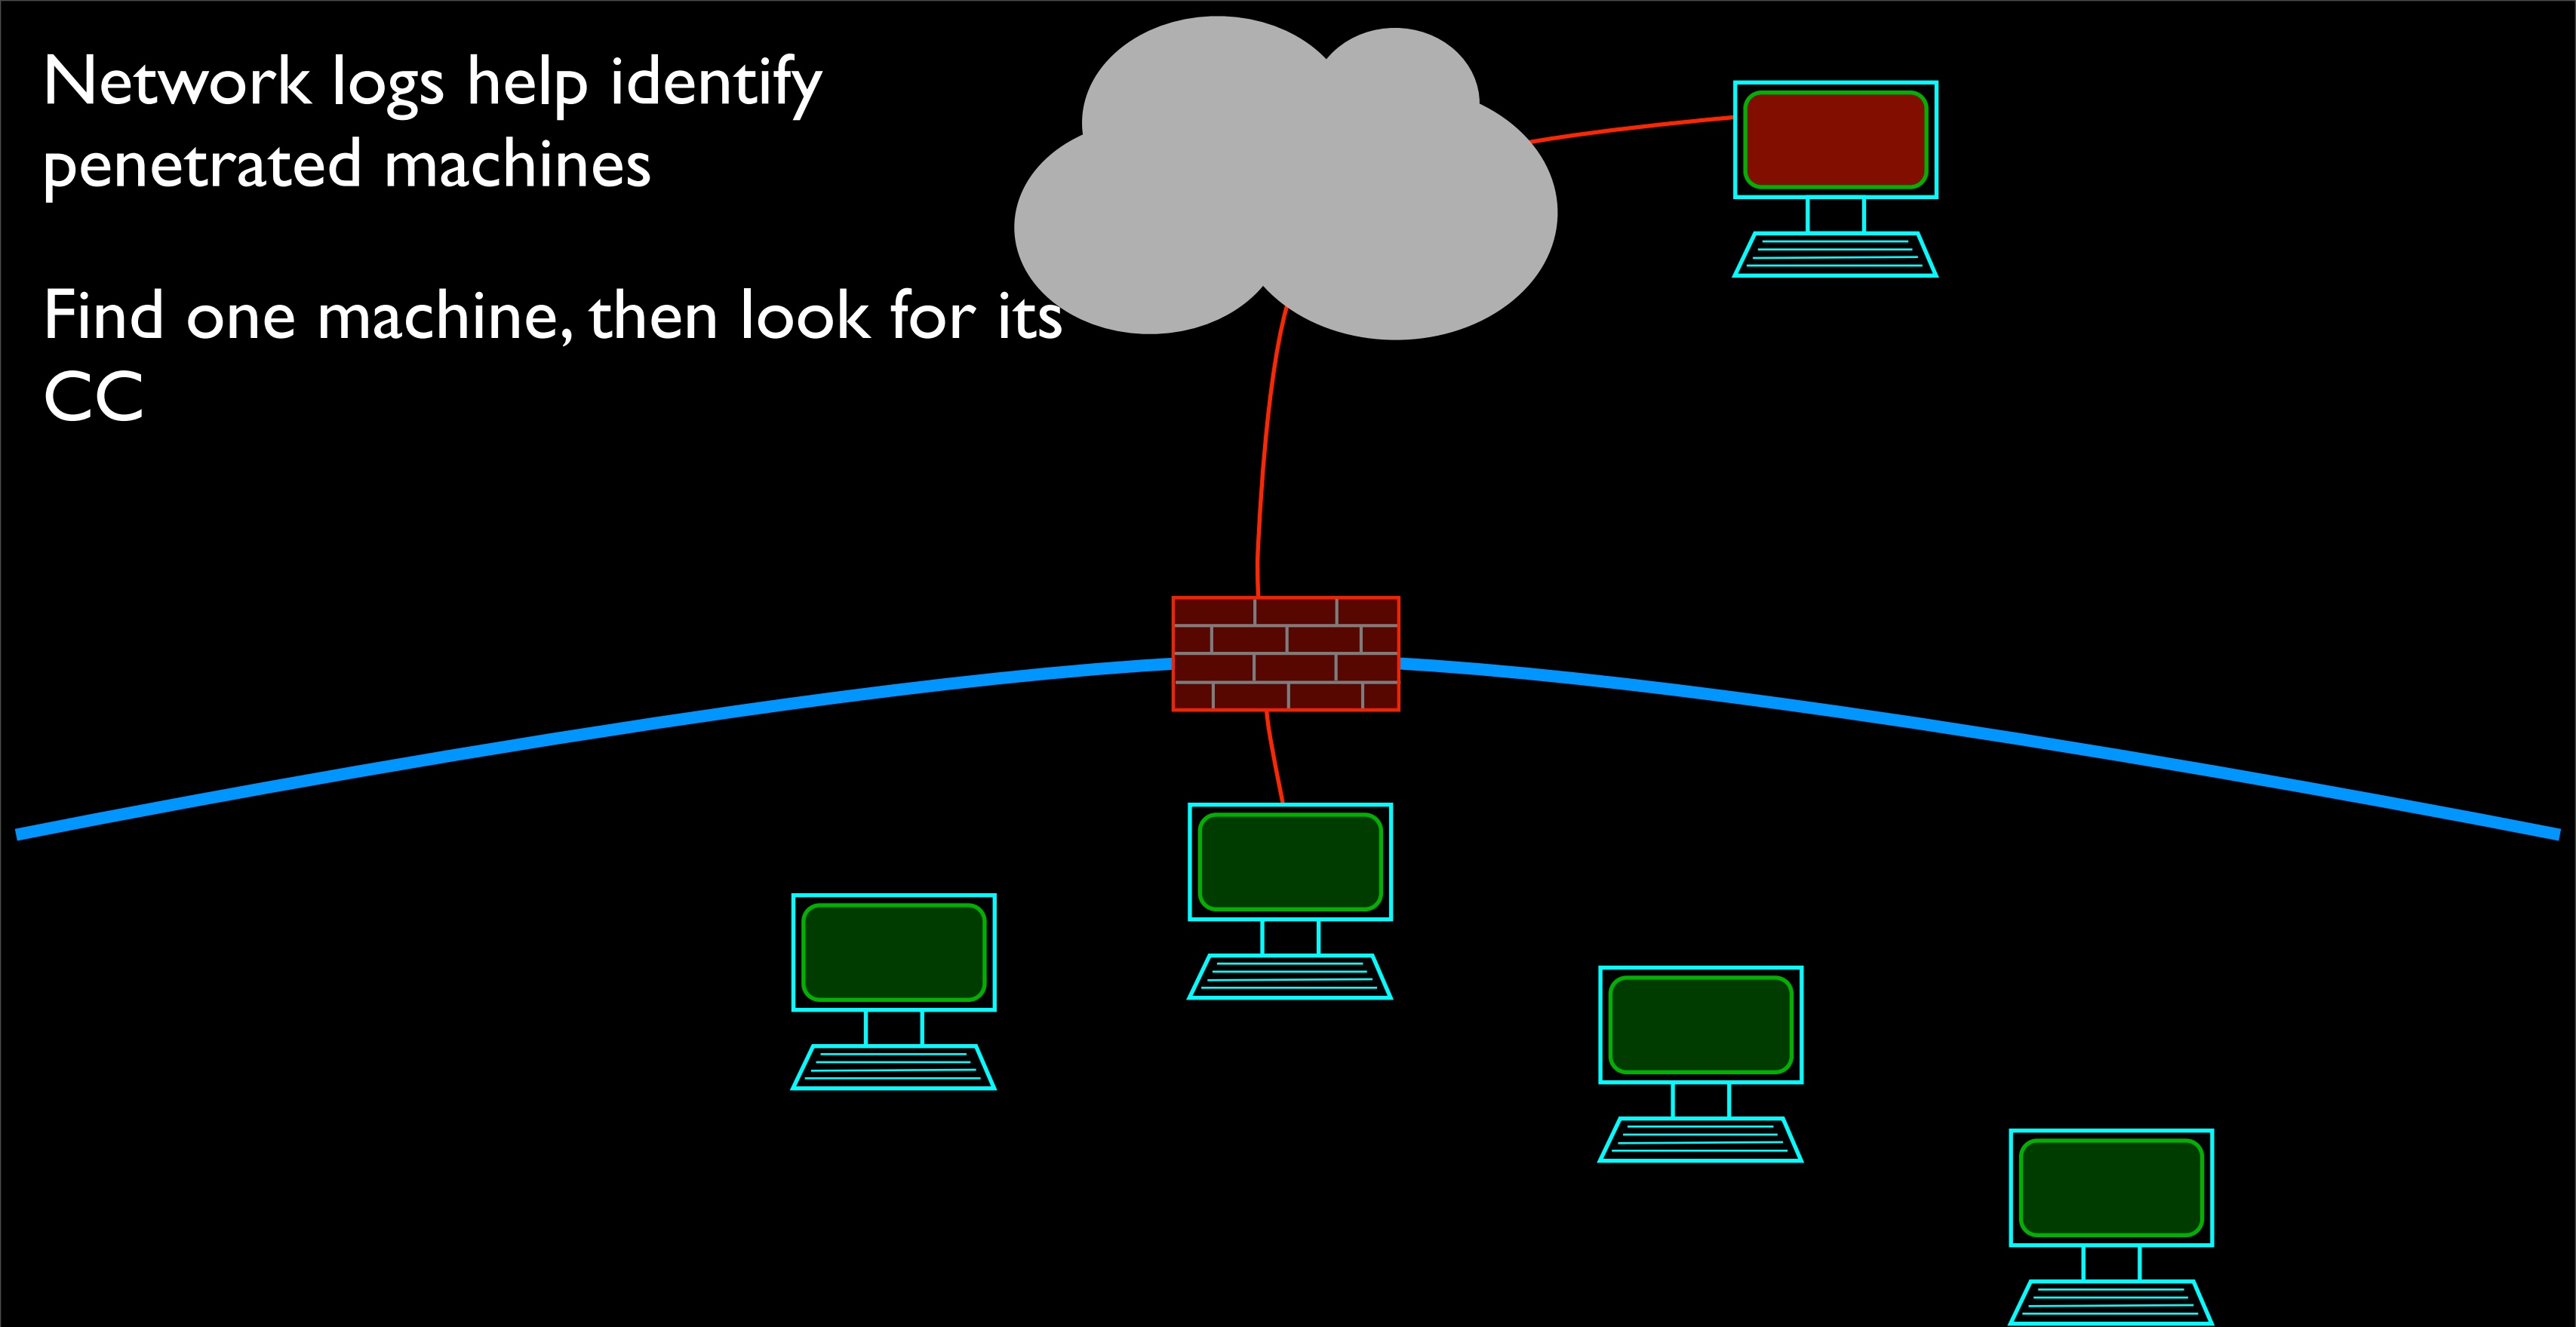 Network logs help identify
penetrated machines
Find one machine, then look for its
CC